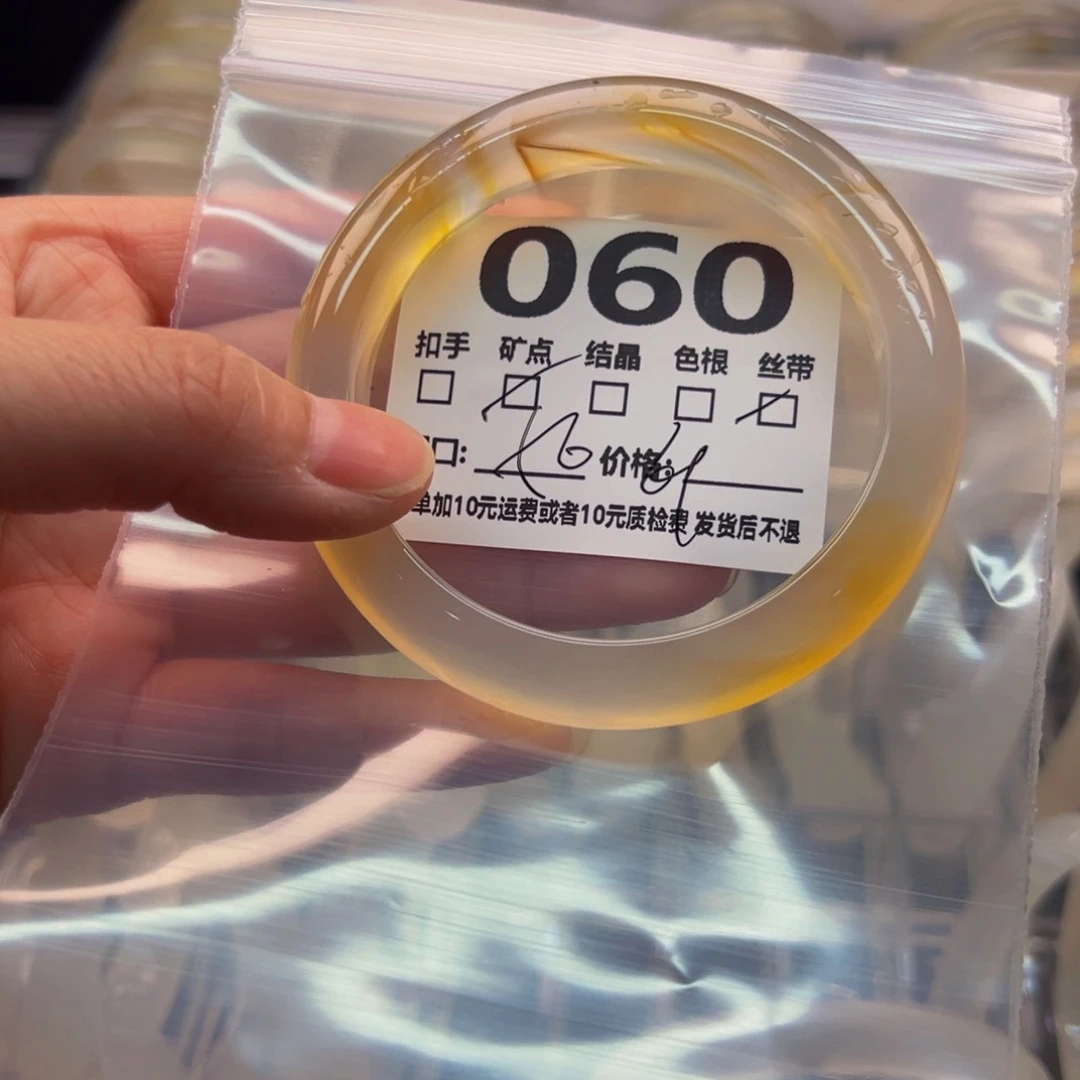 060
扣手 矿点 结晶 色根 丝带
口: 价格:
单加10元运费或者10元质检费 发货后不退